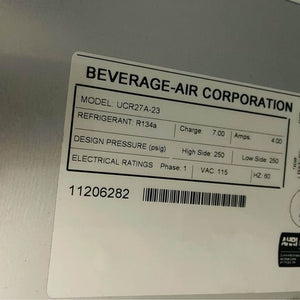 BEVERAGE-AIR CORPORATION
MODEL: UCR27A-23
REFRIGERANT: R134a Charge: 7.00 Amps. 4.00
DESIGN PRESSURE (psig) High Side: 250 Low Side: 250
ELECTRICAL RATINGS Phase: 1 VAC: 115 HZ: 60
11206282